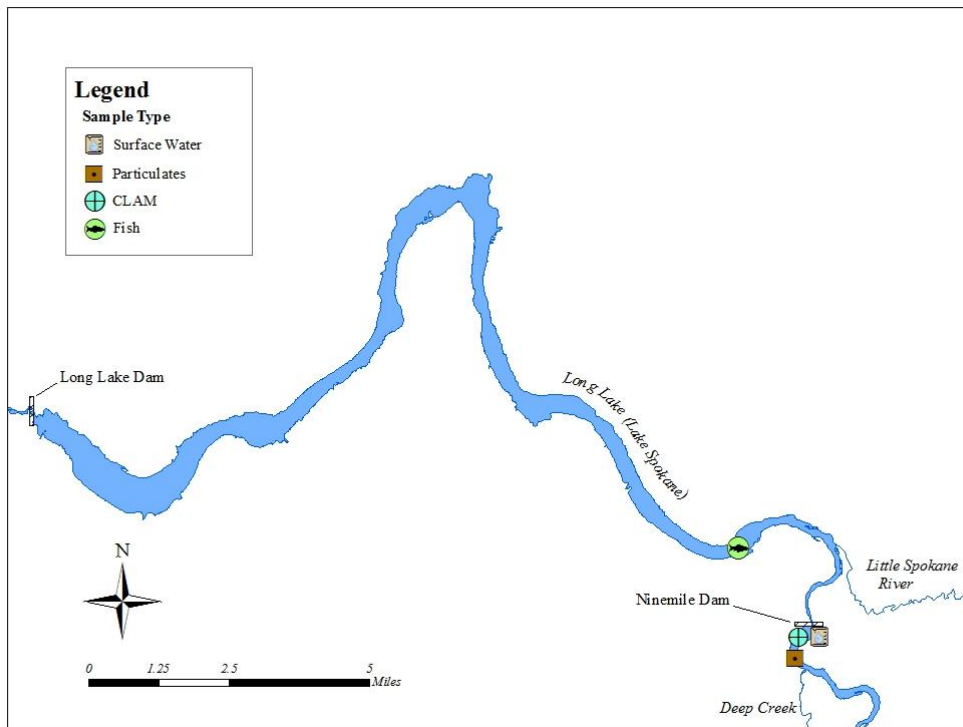 Legend
Sample Type
Surface Water
Particulates
CLAM
Fish
Long Lake Dam
Long Lake (Lake Spokane)
N
Little Spokane
River
Ninemile Dam
0 1.25 2.5 5
Miles
Deep Creek